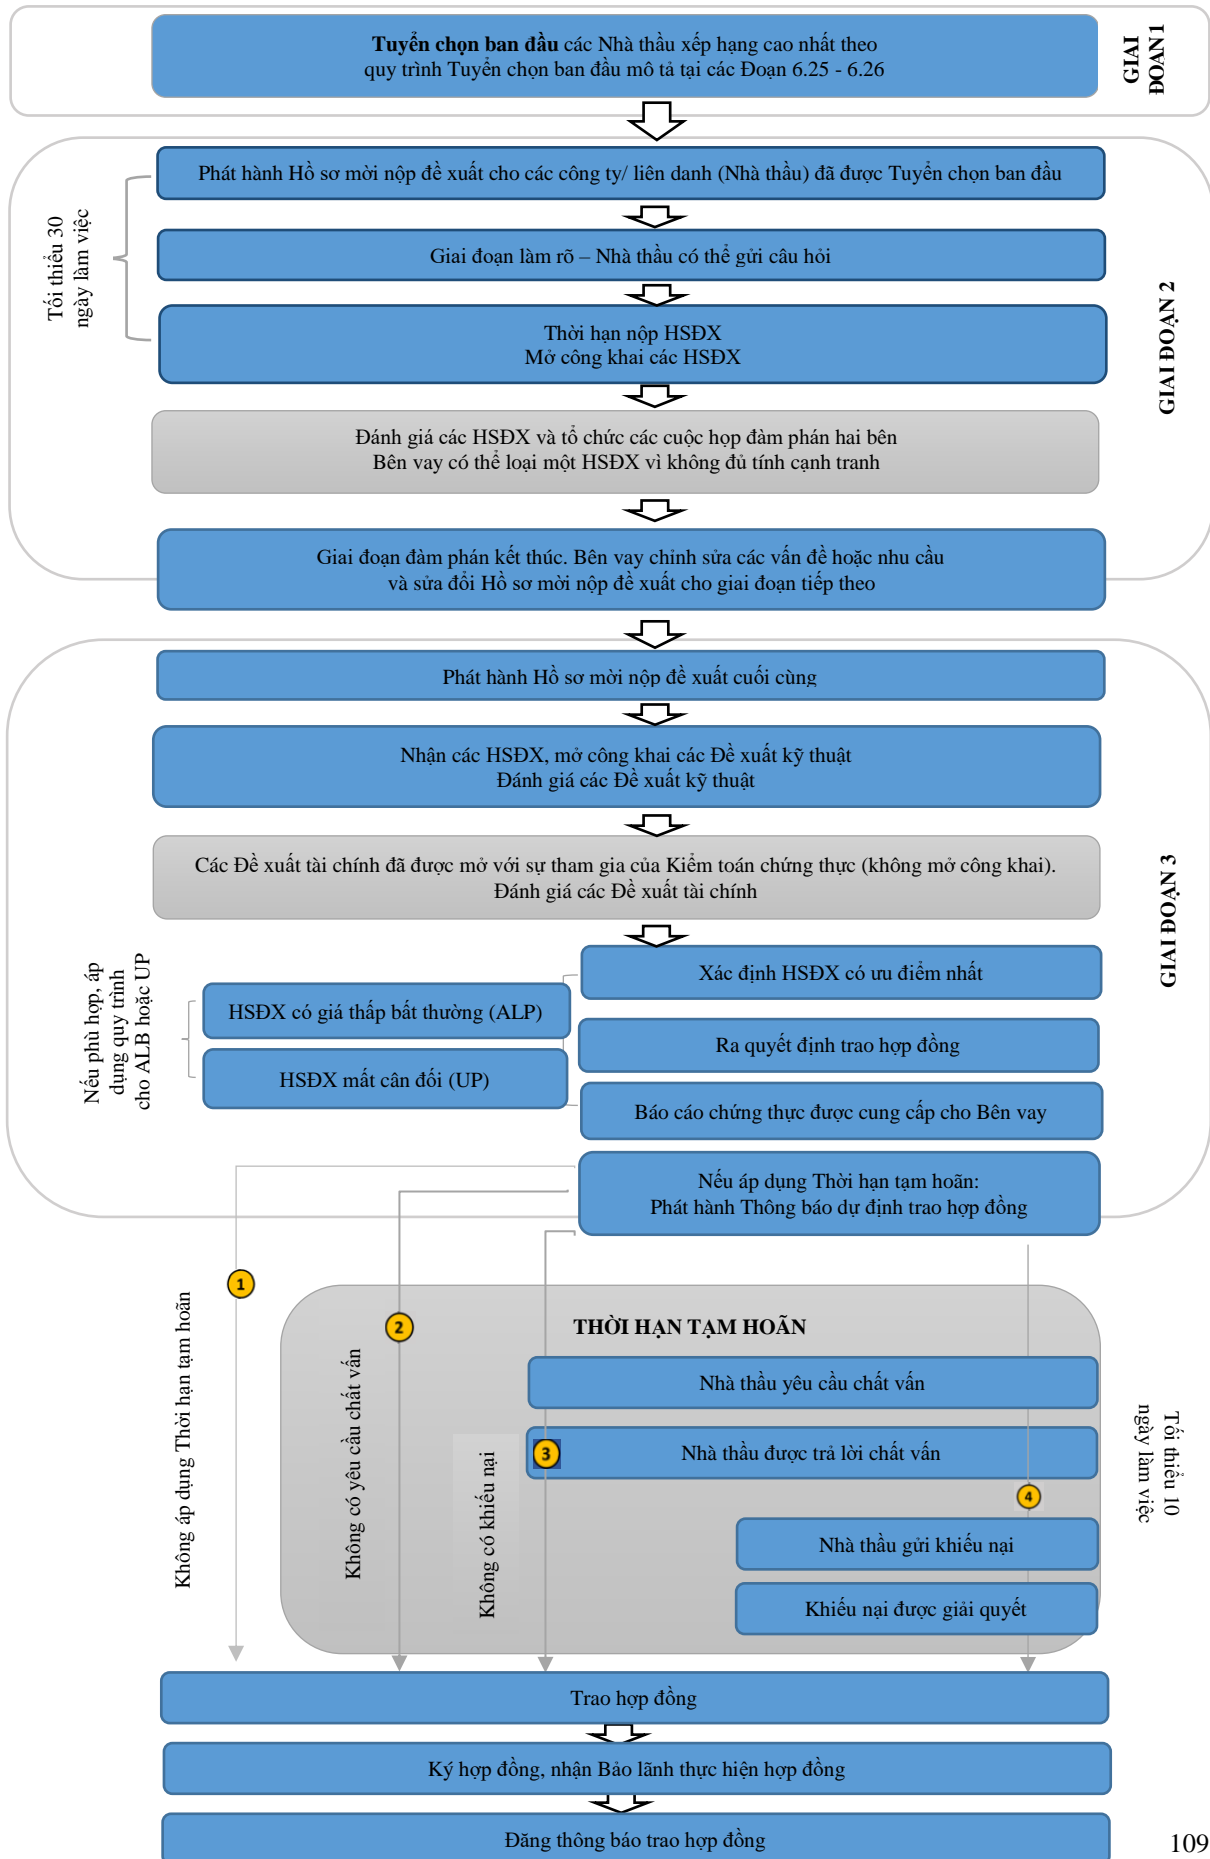 Tuyển chọn ban đầu các Nhà thầu xếp hạng cao nhất theo
quy trình Tuyển chọn ban đầu mô tả tại các Đoạn 6.25 - 6.26
GIAI
ĐOẠN 1
Phát hành Hồ sơ mời nộp đề xuất cho các công ty/ liên danh (Nhà thầu) đã được Tuyển chọn ban đầu
Tối thiểu 30
ngày làm việc
Giai đoạn làm rõ – Nhà thầu có thể gửi câu hỏi
Thời hạn nộp HSĐX
Mở công khai các HSĐX
GIAI ĐOẠN 2
Đánh giá các HSĐX và tổ chức các cuộc họp đàm phán hai bên
Bên vay có thể loại một HSĐX vì không đủ tính cạnh tranh
Giai đoạn đàm phán kết thúc. Bên vay chỉnh sửa các vấn đề hoặc nhu cầu
và sửa đổi Hồ sơ mời nộp đề xuất cho giai đoạn tiếp theo
Phát hành Hồ sơ mời nộp đề xuất cuối cùng
Nhận các HSĐX, mở công khai các Đề xuất kỹ thuật
Đánh giá các Đề xuất kỹ thuật
Các Đề xuất tài chính đã được mở với sự tham gia của Kiểm toán chứng thực (không mở công khai).
Đánh giá các Đề xuất tài chính
GIAI ĐOẠN 3
Nếu phù hợp, áp
dụng quy trình
cho ALB hoặc UP
Xác định HSĐX có ưu điểm nhất
HSĐX có giá thấp bất thường (ALP)
Ra quyết định trao hợp đồng
HSĐX mất cân đối (UP)
Báo cáo chứng thực được cung cấp cho Bên vay
Nếu áp dụng Thời hạn tạm hoãn:
Phát hành Thông báo dự định trao hợp đồng
1
Không áp dụng Thời hạn tạm hoãn
2
Không có yêu cầu chất vấn
THỜI HẠN TẠM HOÃN
Nhà thầu yêu cầu chất vấn
3
Nhà thầu được trả lời chất vấn
Không có khiếu nại
4
Tối thiểu 10
ngày làm việc
Nhà thầu gửi khiếu nại
Khiếu nại được giải quyết
Trao hợp đồng
Ký hợp đồng, nhận Bảo lãnh thực hiện hợp đồng
Đăng thông báo trao hợp đồng
109